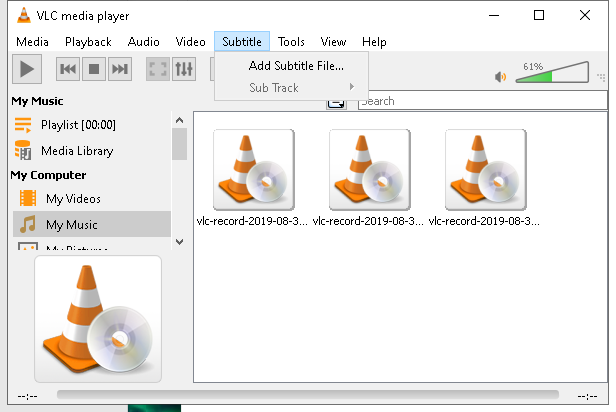 VLC media player
Media Playback Audio Video Subtitle Tools View Help
Add Subtitle File...
Sub Track
61%
Search
My Music
Playlist [00:00]
Media Library
My Computer
My Videos
My Music
My Pictures
vlc-record-2019-08-3... vlc-record-2019-08-3... vlc-record-2019-08-3...
--:-- --:--